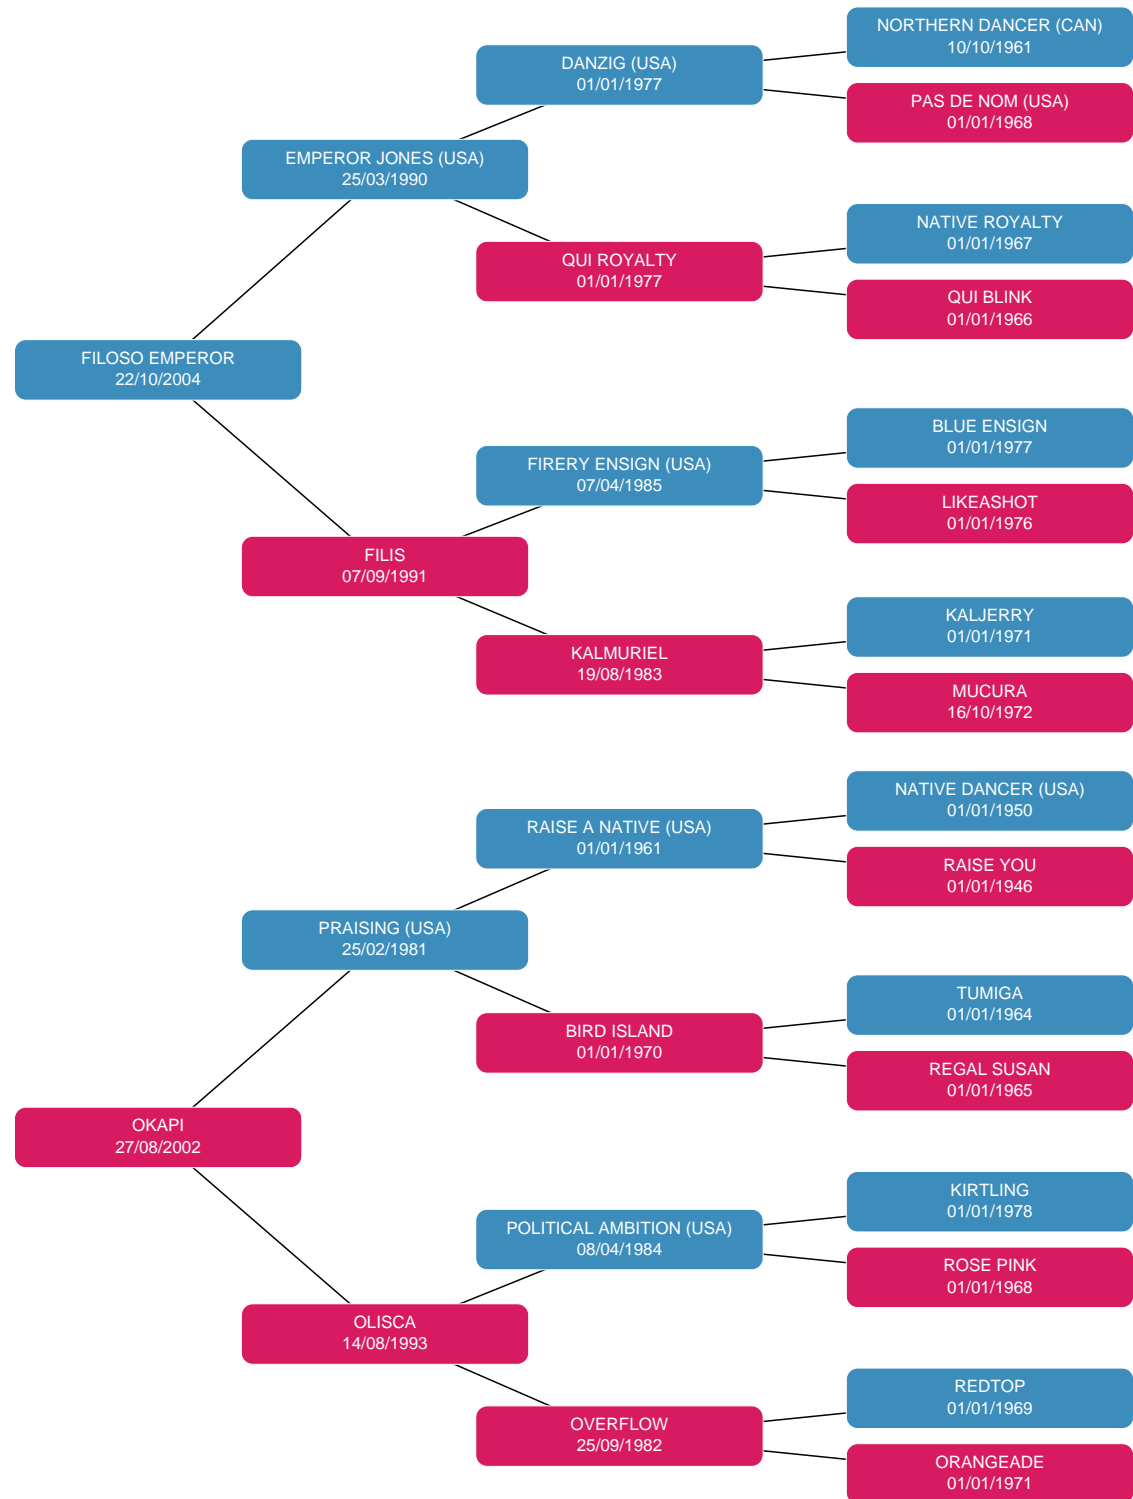 NORTHERN DANCER (CAN)
10/10/1961
DANZIG (USA)
01/01/1977
PAS DE NOM (USA)
01/01/1968
EMPEROR JONES (USA)
25/03/1990
NATIVE ROYALTY
01/01/1967
QUI ROYALTY
01/01/1977
QUI BLINK
01/01/1966
FILOSO EMPEROR
22/10/2004
BLUE ENSIGN
01/01/1977
FIRERY ENSIGN (USA)
07/04/1985
LIKEASHOT
01/01/1976
FILIS
07/09/1991
KALJERRY
01/01/1971
KALMURIEL
19/08/1983
MUCURA
16/10/1972
NATIVE DANCER (USA)
01/01/1950
RAISE A NATIVE (USA)
01/01/1961
RAISE YOU
01/01/1946
PRAISING (USA)
25/02/1981
TUMIGA
01/01/1964
BIRD ISLAND
01/01/1970
REGAL SUSAN
01/01/1965
OKAPI
27/08/2002
KIRTLING
01/01/1978
POLITICAL AMBITION (USA)
08/04/1984
ROSE PINK
01/01/1968
OLISCA
14/08/1993
REDTOP
01/01/1969
OVERFLOW
25/09/1982
ORANGEADE
01/01/1971